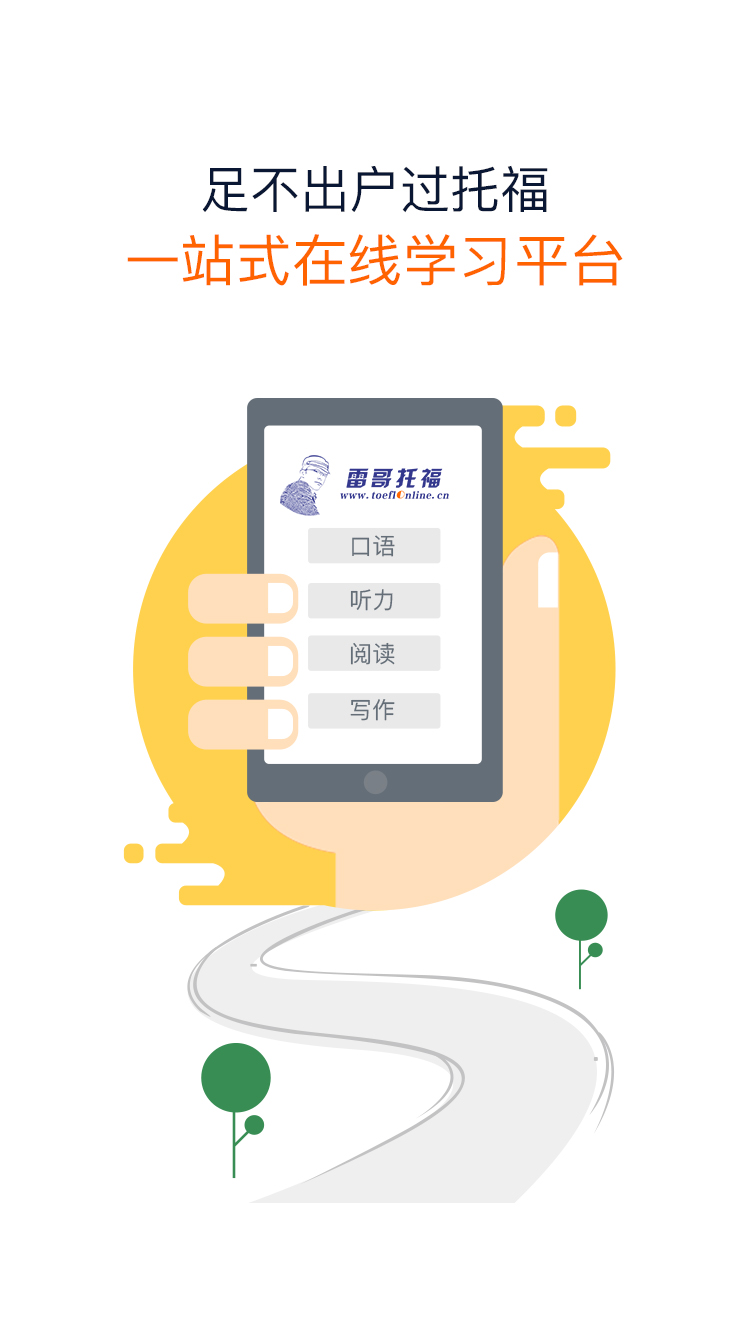 足不出户过托福
一站式在线学习平台
雷哥托福
www.toeflonline.cn
口语
听力
阅读
写作